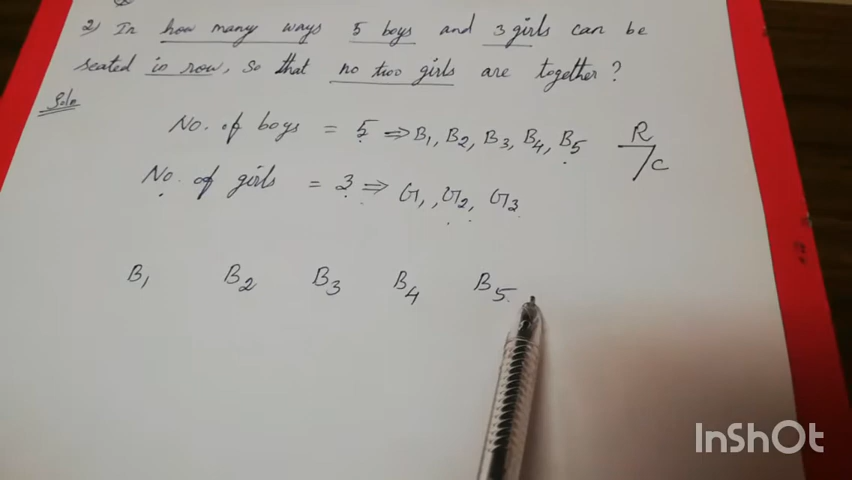 2) In how many ways 5 boys and 3 girls can be
seated in row, so that no two girls are together?
Soln
No. of boys = 5 ⇒ B1, B2, B3, B4, B5
R/C
No. of girls = 3 ⇒ G1, G2, G3
B1 B2 B3 B4 B5
InShOt